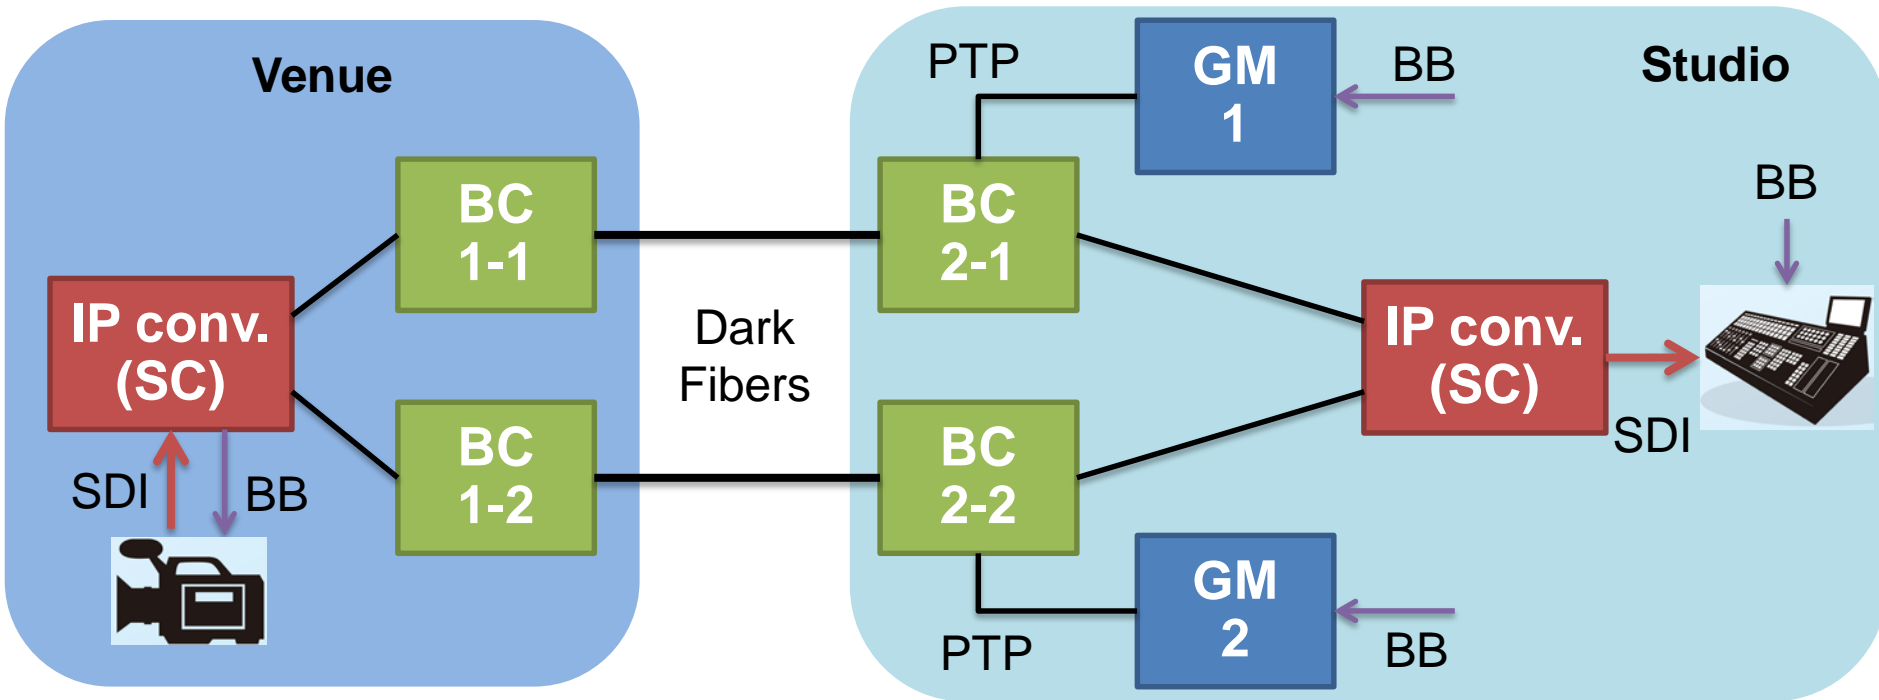 Venue
Studio
PTP
GM
1
BB
BC
1-1
BC
2-1
BB
IP conv.
(SC)
Dark
Fibers
IP conv.
(SC)
SDI
SDI
BB
BC
1-2
BC
2-2
PTP
GM
2
BB